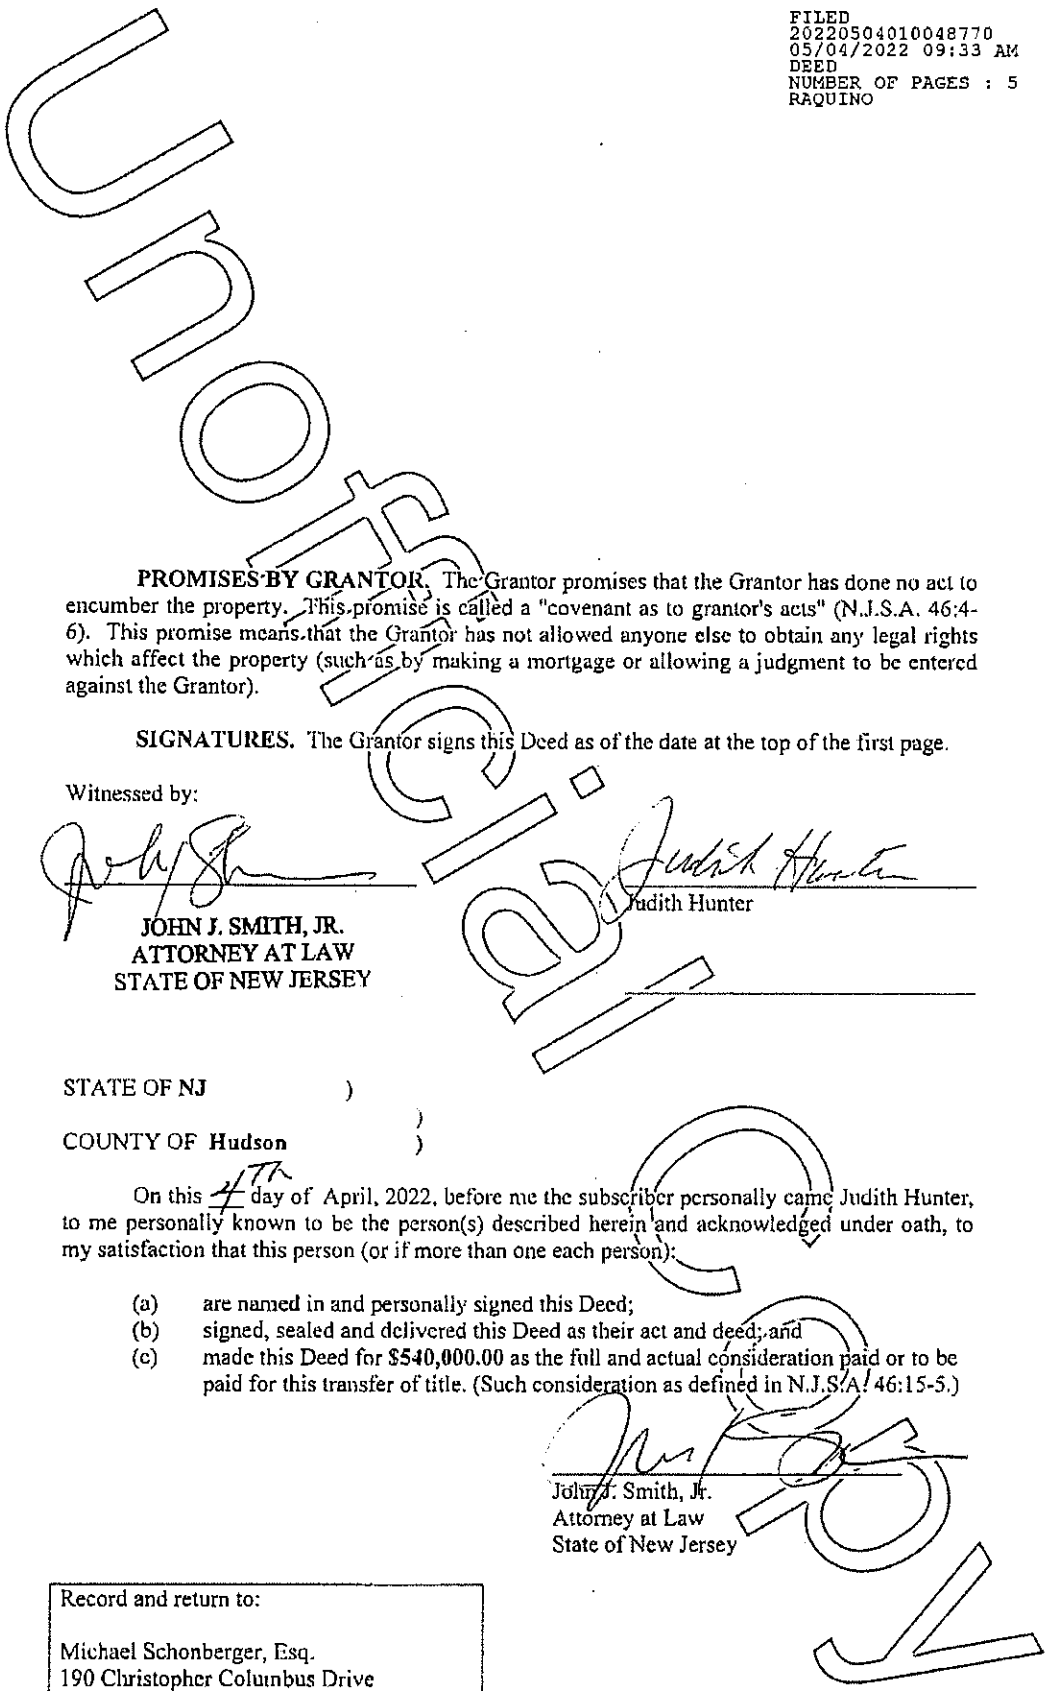 FILED
20220504010048770
05/04/2022 09:33 AM
DEED
NUMBER OF PAGES : 5
RAQUINO
Unofficial Copy
PROMISES BY GRANTOR. The Grantor promises that the Grantor has done no act to
encumber the property. This promise is called a "covenant as to grantor's acts" (N.J.S.A. 46:4-
6). This promise means that the Grantor has not allowed anyone else to obtain any legal rights
which affect the property (such as by making a mortgage or allowing a judgment to be entered
against the Grantor).
SIGNATURES. The Grantor signs this Deed as of the date at the top of the first page.
Witnessed by:
Judith Hunter
Judith Hunter
JOHN J. SMITH, JR.
ATTORNEY AT LAW
STATE OF NEW JERSEY
STATE OF NJ )
)
COUNTY OF Hudson )
On this 4Th day of April, 2022, before me the subscriber personally came Judith Hunter,
to me personally known to be the person(s) described herein and acknowledged under oath, to
my satisfaction that this person (or if more than one each person):
(a) are named in and personally signed this Deed;
(b) signed, sealed and delivered this Deed as their act and deed; and
(c) made this Deed for $540,000.00 as the full and actual consideration paid or to be
paid for this transfer of title. (Such consideration as defined in N.J.S.A. 46:15-5.)
John J. Smith, Jr.
Attorney at Law
State of New Jersey
Record and return to:
Michael Schonberger, Esq.
190 Christopher Columbus Drive